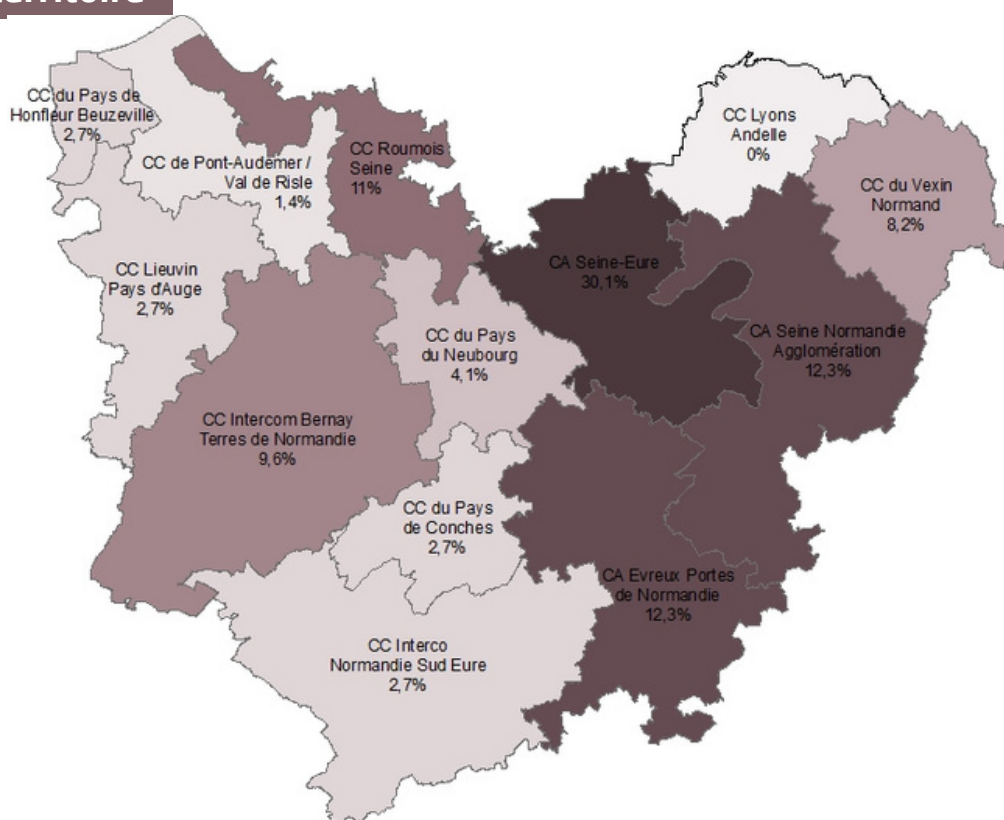 CC du Pays de
Honfleur Beuzeville
2,7%
CC de Pont-Audemer /
Val de Risle
1,4%
CC Roumois
Seine
11%
CC Lyons
Andelle
0%
CC du Vexin
Normand
8,2%
CC Lieuvin
Pays d'Auge
2,7%
CA Seine-Eure
30,1%
CC du Pays
du Neubourg
4,1%
CA Seine Normandie
Agglomération
12,3%
CC Intercom Bernay
Terres de Normandie
9,6%
CC du Pays
de Conches
2,7%
CA Evreux Portes
de Normandie
12,3%
CC Interco
Normandie Sud Eure
2,7%